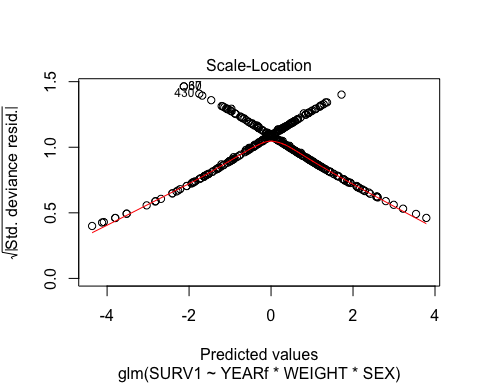 Scale-Location
√|Std. deviance resid.|
0.0 0.5 1.0 1.5
430
-4 -2 0 2 4
Predicted values
glm(SURV1 ~ YEARf * WEIGHT * SEX)